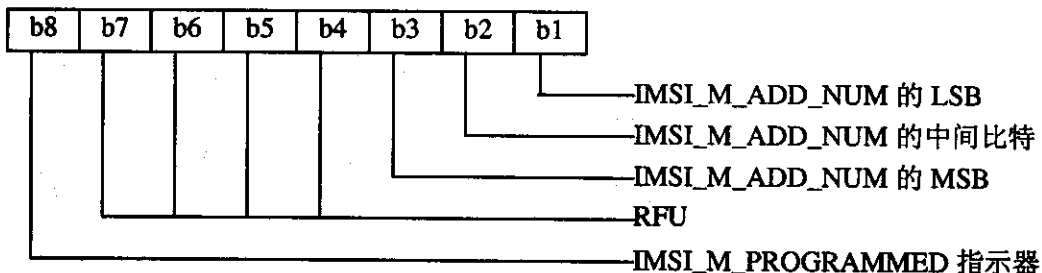 b8 b7 b6 b5 b4 b3 b2 b1
IMSI_M_ADD_NUM 的 LSB
IMSI_M_ADD_NUM 的中间比特
IMSI_M_ADD_NUM 的 MSB
RFU
IMSI_M_PROGRAMMED 指示器